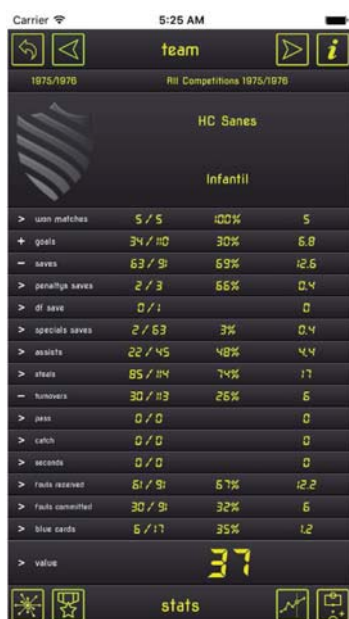 Carrier 5:25 AM
team
1975/1976 All Competitions 1975/1976
HC Sanes
Infantil
> won matches 5 / 5 100% 5
+ goals 34 / 110 30% 6.8
− saves 63 / 91 69% 12.6
> penaltys saves 2 / 3 66% 0.4
> df save 0 / 1 0
> specials saves 2 / 63 3% 0.4
> assists 22 / 45 48% 4.4
> steals 85 / 114 74% 17
− turnovers 30 / 113 26% 6
> pass 0 / 0 0
> catch 0 / 0 0
> seconds 0 / 0 0
> fouls received 61 / 91 67% 12.2
> fouls committed 30 / 91 32% 6
> blue cards 6 / 17 35% 1.2
> value 37
stats